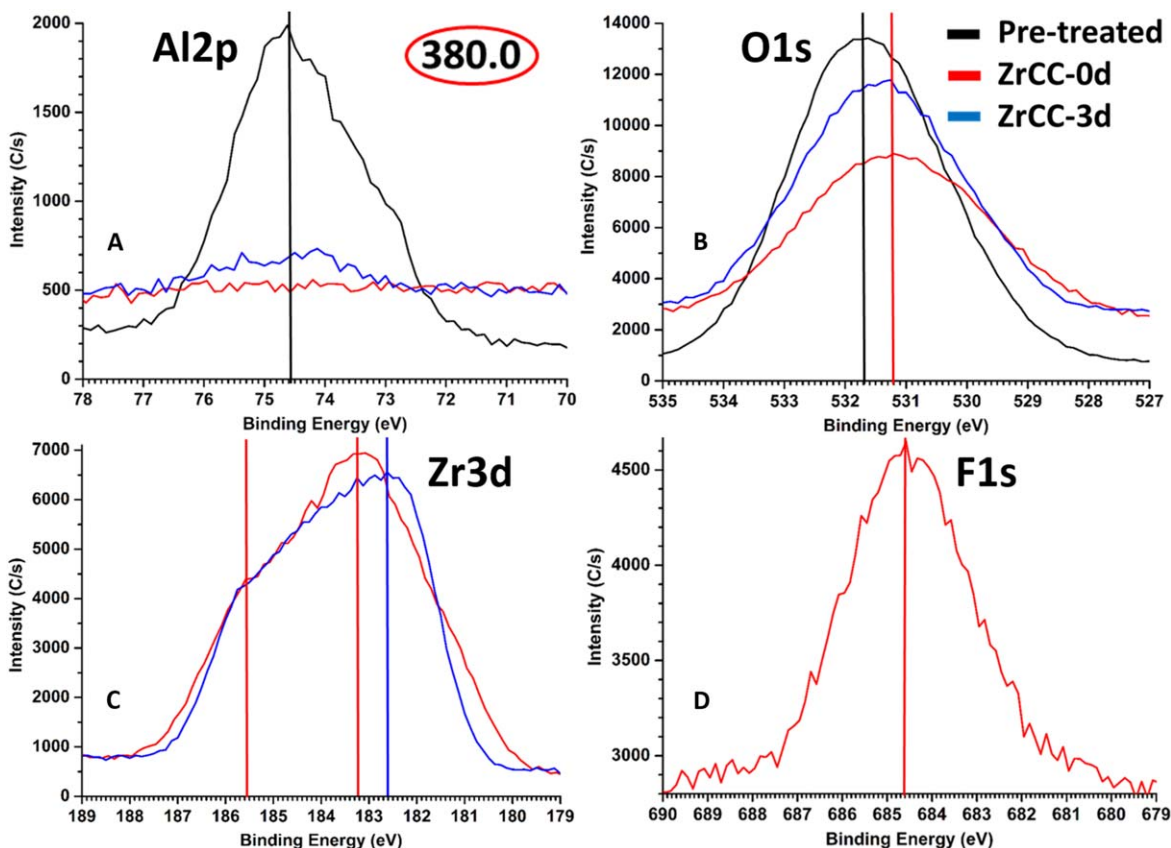 Al2p
380.0
2000
1500
1000
500
0
A
Intensity (C/s)
78 77 76 75 74 73 72 71 70
Binding Energy (eV)
O1s
Pre-treated
ZrCC-0d
ZrCC-3d
14000
12000
10000
8000
6000
4000
2000
0
B
Intensity (C/s)
535 534 533 532 531 530 529 528 527
Binding Energy (eV)
Zr3d
7000
6000
5000
4000
3000
2000
1000
0
C
Intensity (C/s)
189 188 187 186 185 184 183 182 181 180 179
Binding Energy (eV)
F1s
4500
4000
3500
3000
D
Intensity (C/s)
690 689 688 687 686 685 684 683 682 681 680 679
Binding Energy (eV)